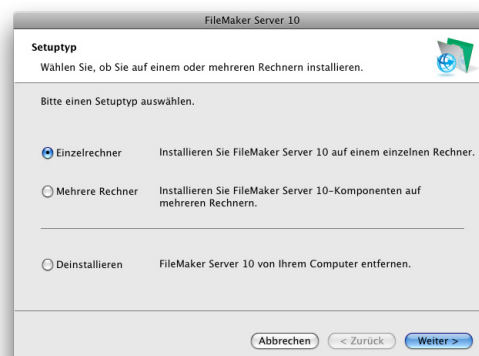 FileMaker Server 10
Setuptyp
Wählen Sie, ob Sie auf einem oder mehreren Rechnern installieren.
Bitte einen Setuptyp auswählen.
Einzelrechner
Installieren Sie FileMaker Server 10 auf einem einzelnen Rechner.
Mehrere Rechner
Installieren Sie FileMaker Server 10-Komponenten auf
mehreren Rechnern.
Deinstallieren
FileMaker Server 10 von Ihrem Computer entfernen.
Abbrechen
< Zurück
Weiter >